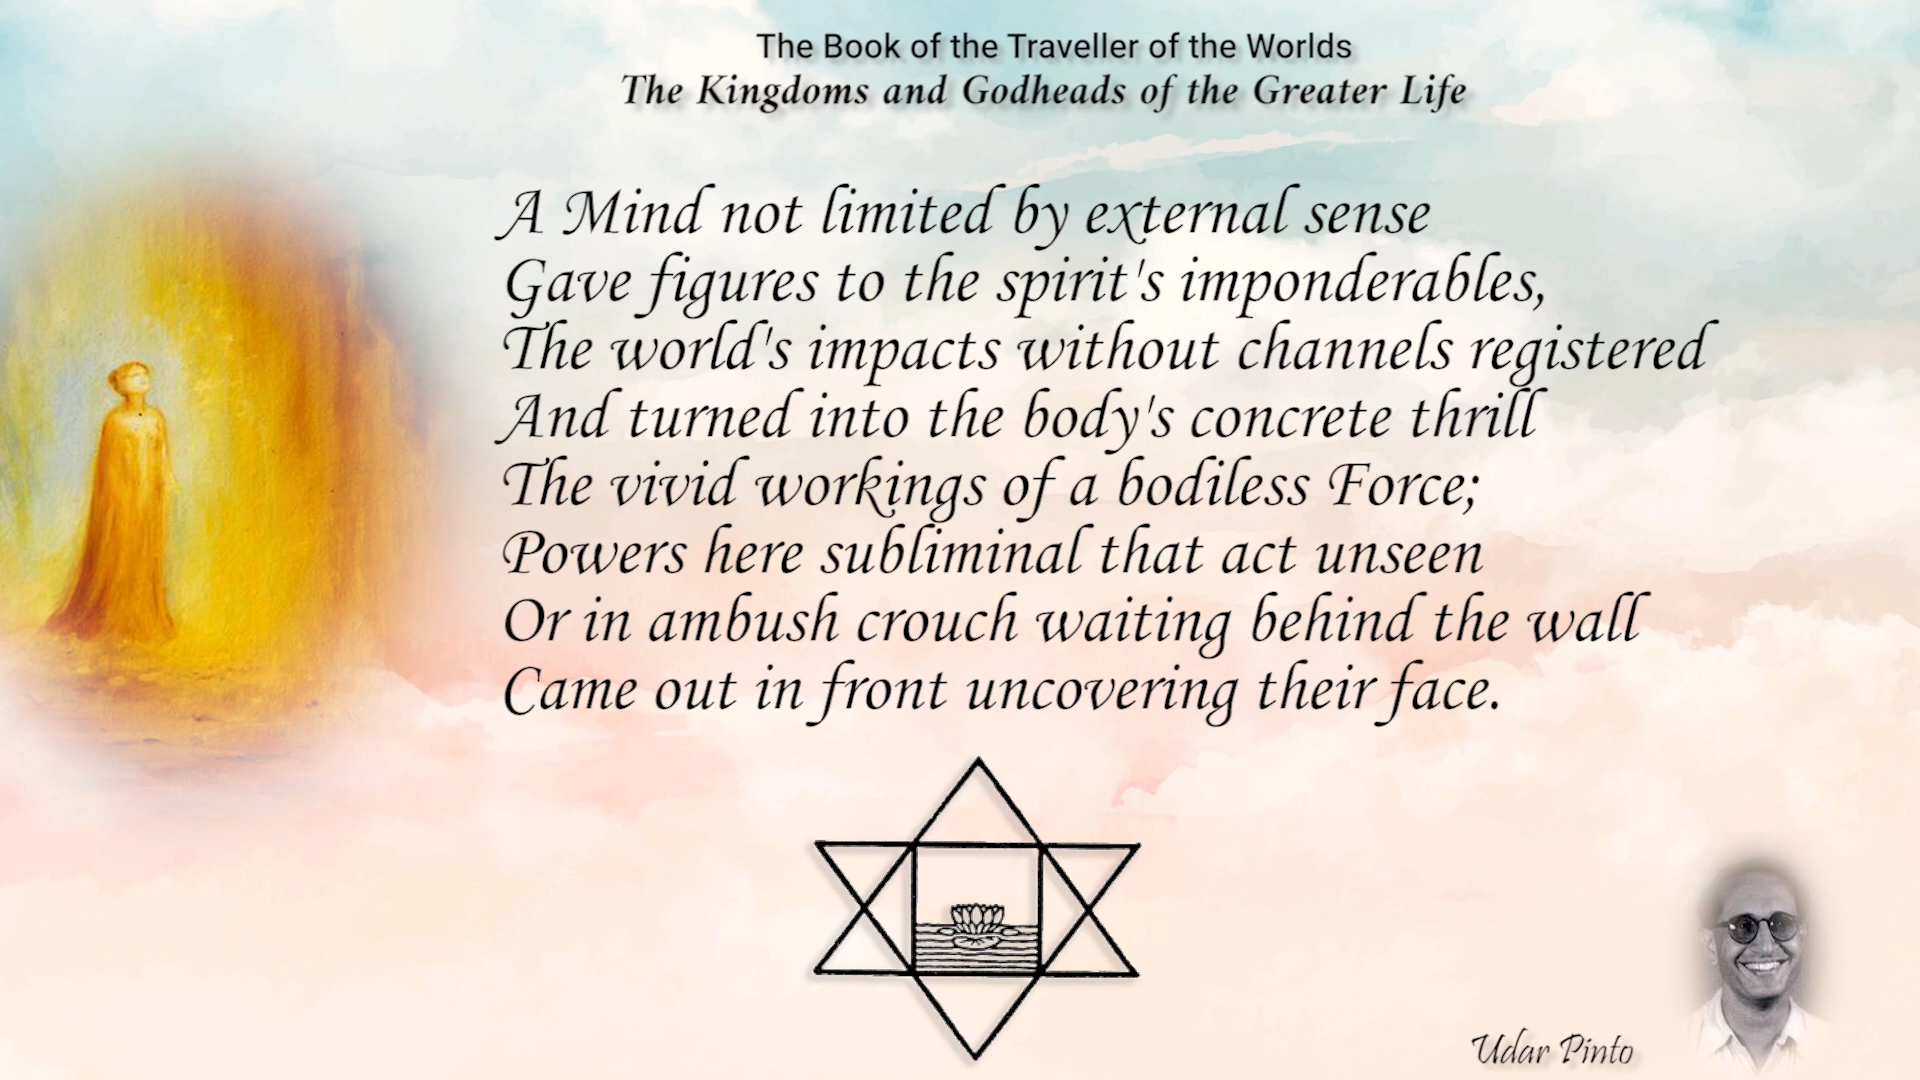 The Book of the Traveller of the Worlds
The Kingdoms and Godheads of the Greater Life
A Mind not limited by external sense
Gave figures to the spirit's imponderables,
The world's impacts without channels registered
And turned into the body's concrete thrill
The vivid workings of a bodiless Force;
Powers here subliminal that act unseen
Or in ambush crouch waiting behind the wall
Came out in front uncovering their face.
Udar Pinto